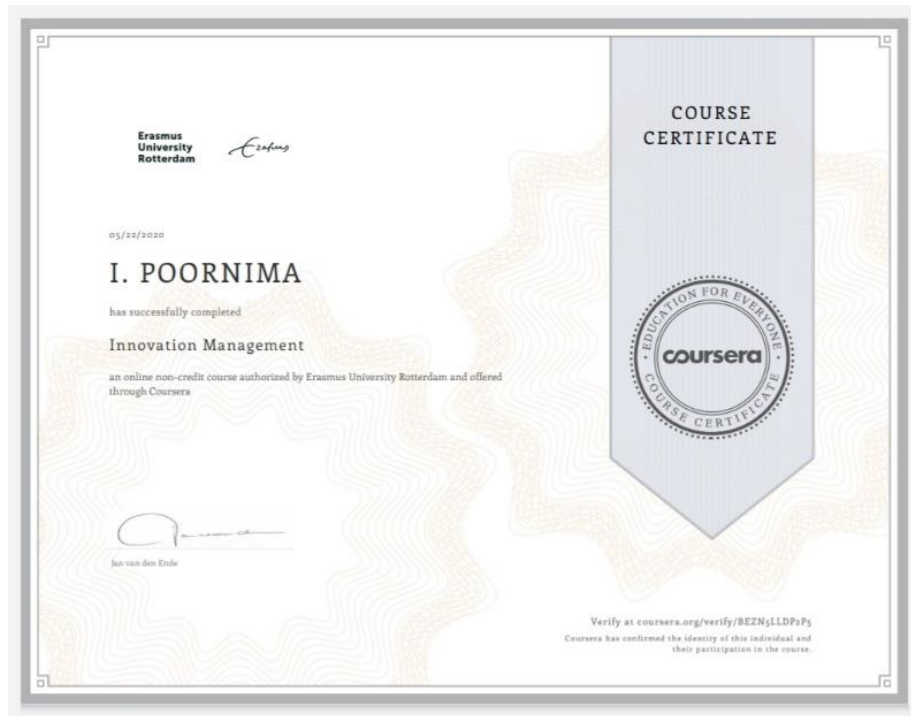 Erasmus
University
Rotterdam
Erasmus
05/22/2020
I. POORNIMA
has successfully completed
Innovation Management
an online non-credit course authorized by Erasmus University Rotterdam and offered
through Coursera
Jan van den Ende
COURSE
CERTIFICATE
EDUCATION FOR EVERYONE
coursera
COURSE CERTIFICATE
Verify at coursera.org/verify/BEZN5LLDP2P5
Coursera has confirmed the identity of this individual and
their participation in the course.